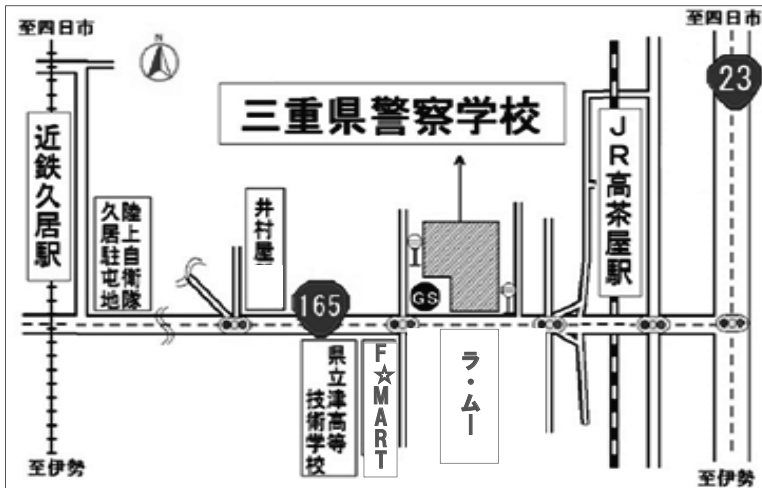 至四日市
至四日市
N
23
三重県警察学校
近鉄久居駅
JR高茶屋駅
陸上自衛隊
久居駐屯地
井村屋
GS
165
県立津高等
技術学校
F☆MART
ラ・ムー
至伊勢
至伊勢